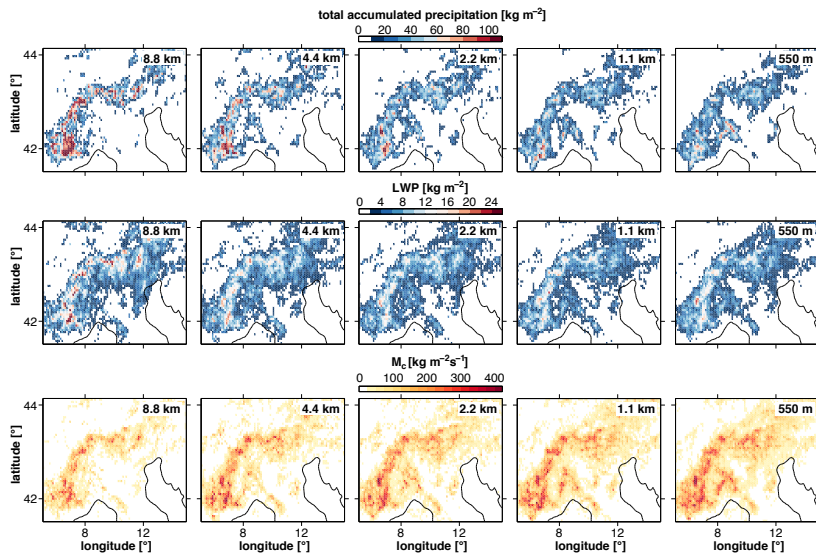 total accumulated precipitation [kg m⁻²]
0 20 40 60 80 100
8.8 km 4.4 km 2.2 km 1.1 km 550 m
latitude [°]
44
42
LWP [kg m⁻²]
0 4 8 12 16 20 24
8.8 km 4.4 km 2.2 km 1.1 km 550 m
latitude [°]
44
42
M_c [kg m⁻²s⁻¹]
0 100 200 300 400
8.8 km 4.4 km 2.2 km 1.1 km 550 m
latitude [°]
44
42
8 12 8 12 8 12 8 12 8 12
longitude [°] longitude [°] longitude [°] longitude [°] longitude [°]